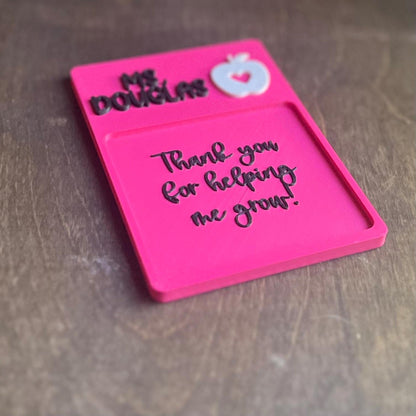 MS
DOUGLAS
Thank you
for helping
me grow!